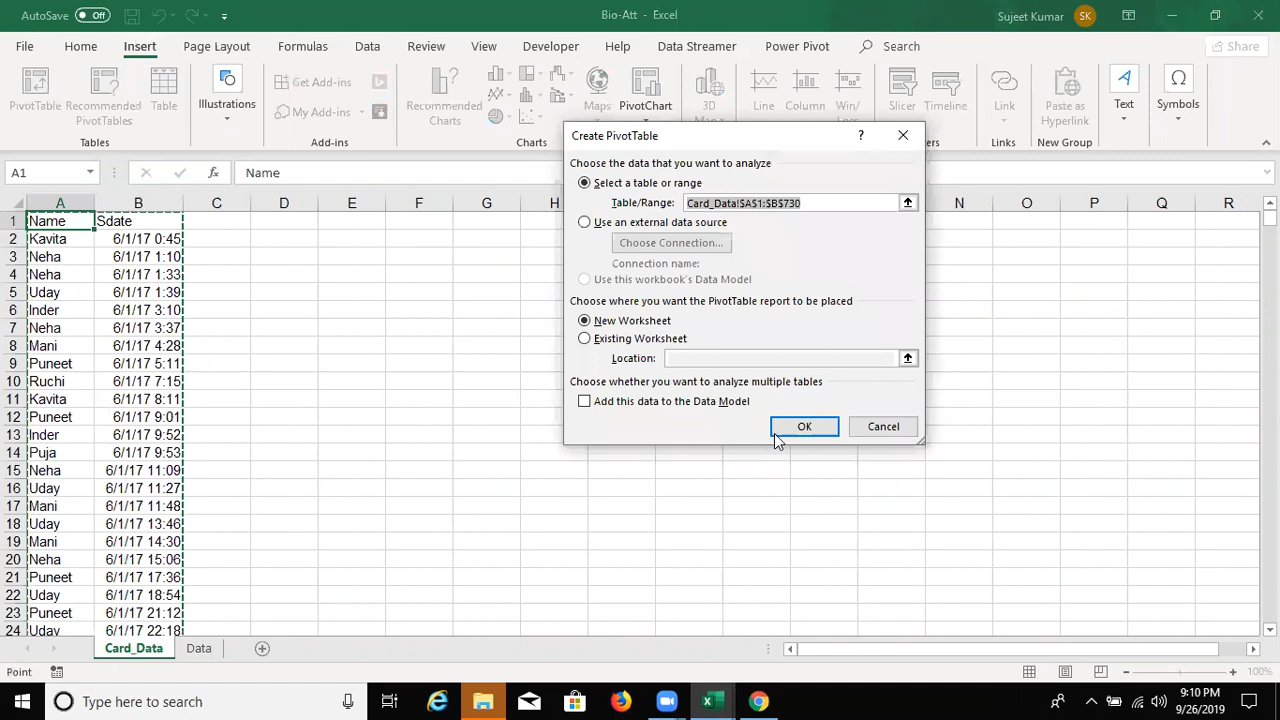 AutoSave Off Bio-Att - Excel Sujeet Kumar SK
File Home Insert Page Layout Formulas Data Review View Developer Help Data Streamer Power Pivot Search Share
PivotTable Recommended PivotTables Table Illustrations Get Add-ins My Add-ins Recommended Charts Maps PivotChart 3D Map Line Column Win/ Slicer Timeline Link Paste as Hyperlink Text Symbols
Tables Add-ins Charts Links
Create PivotTable ?
Choose the data that you want to analyze
Select a table or range
Table/Range: Card_Data!$A$1:$B$730
Use an external data source
Choose Connection...
Connection name:
Use this workbook's Data Model
Choose where you want the PivotTable report to be placed
New Worksheet
Existing Worksheet
Location:
Choose whether you want to analyze multiple tables
Add this data to the Data Model
OK Cancel
A1 fx Name
A B C D E F G H N O P Q R
1 Name Sdate
2 Kavita 6/1/17 0:45
3 Neha 6/1/17 1:10
4 Neha 6/1/17 1:33
5 Uday 6/1/17 1:39
6 Inder 6/1/17 3:10
7 Neha 6/1/17 3:37
8 Mani 6/1/17 4:28
9 Puneet 6/1/17 5:11
10 Ruchi 6/1/17 7:15
11 Kavita 6/1/17 8:11
12 Puneet 6/1/17 9:01
13 Inder 6/1/17 9:52
14 Puja 6/1/17 9:53
15 Neha 6/1/17 11:09
16 Uday 6/1/17 11:27
17 Mani 6/1/17 11:48
18 Uday 6/1/17 13:46
19 Mani 6/1/17 14:30
20 Neha 6/1/17 15:06
21 Puneet 6/1/17 17:36
22 Uday 6/1/17 18:54
23 Puneet 6/1/17 21:12
24 Uday 6/1/17 22:18
Card_Data Data
Point 100%
Type here to search
9:10 PM
9/26/2019